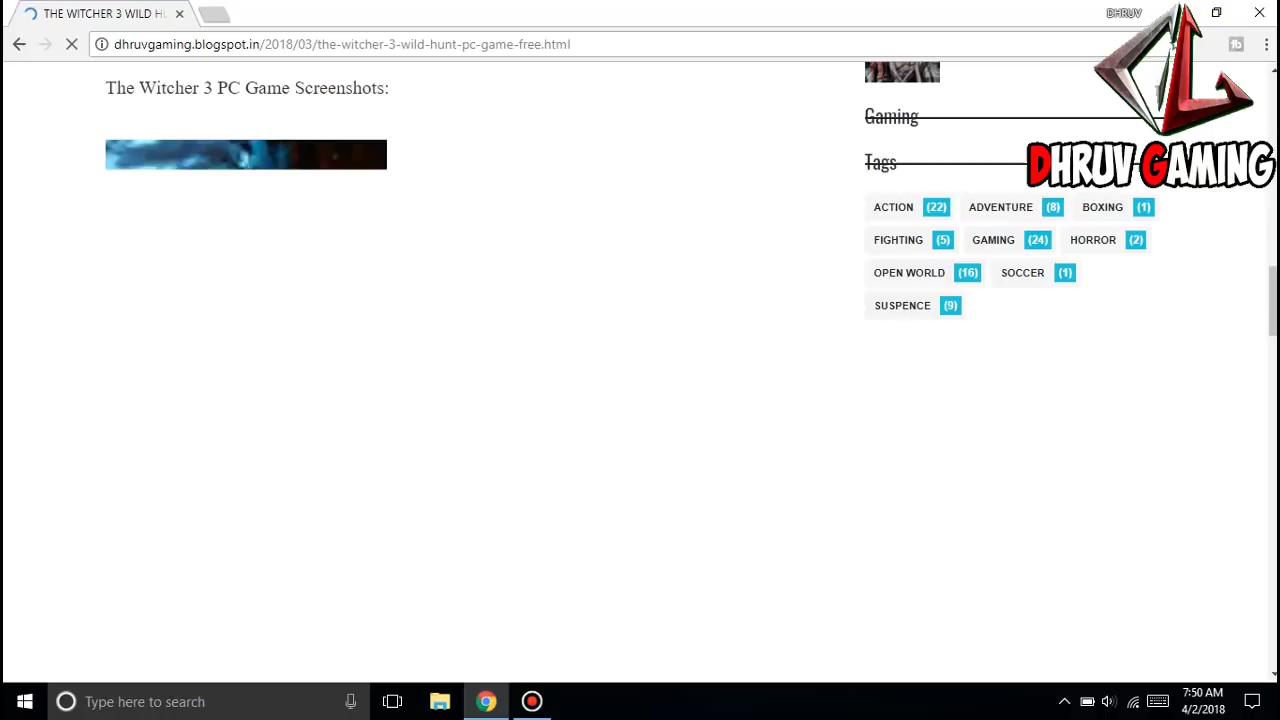 THE WITCHER 3 WILD HU
DHRUV
dhruvgaming.blogspot.in/2018/03/the-witcher-3-wild-hunt-pc-game-free.html
fb
The Witcher 3 PC Game Screenshots:
Gaming
DHRUV GAMING
Tags
ACTION (22) ADVENTURE (8) BOXING (1)
FIGHTING (5) GAMING (24) HORROR (2)
OPEN WORLD (16) SOCCER (1)
SUSPENCE (9)
Type here to search
7:50 AM
4/2/2018